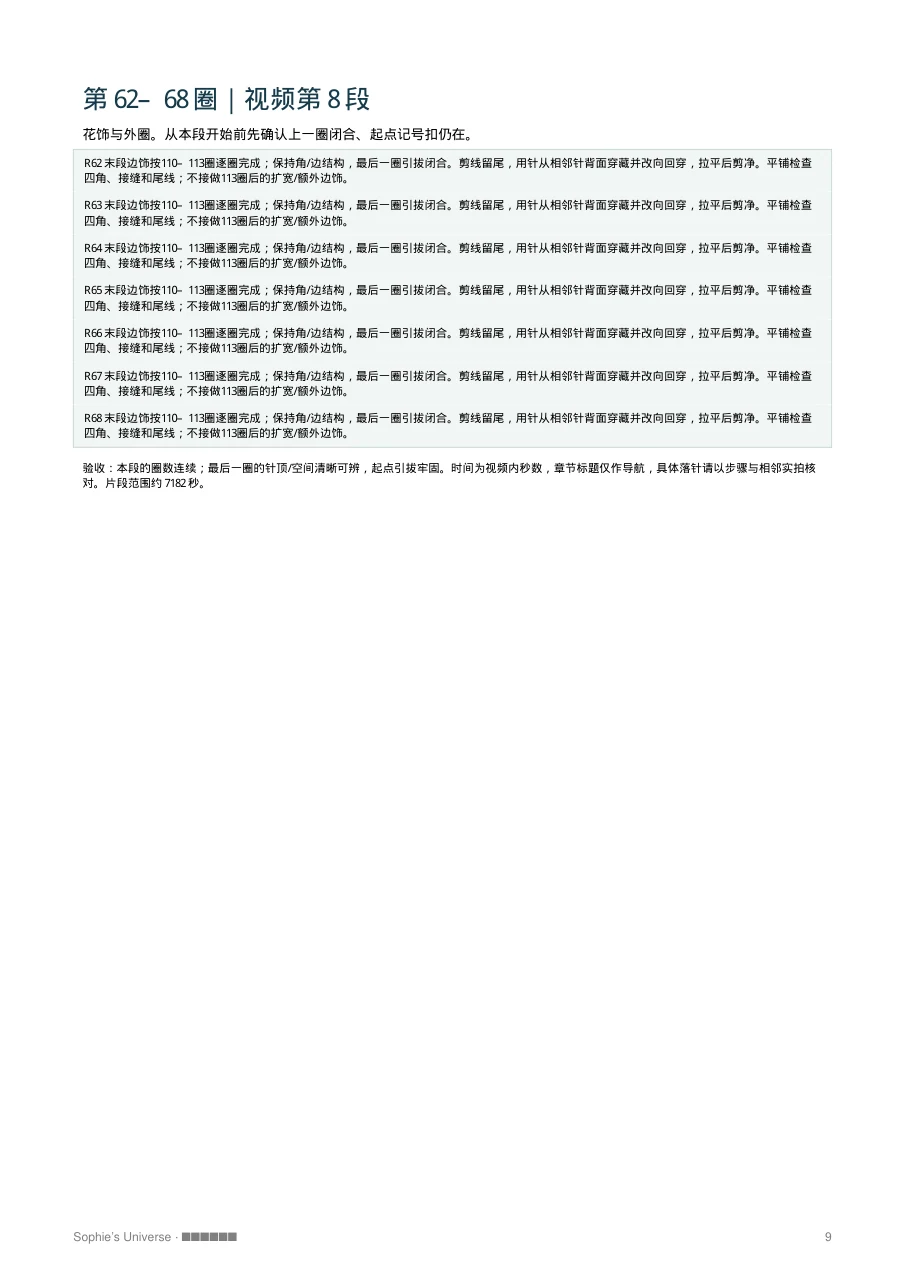 第 62– 68 圈 | 视频第 8 段
花饰与外圈。从本段开始前先确认上一圈闭合、起点记号扣仍在。
R62 末段边饰按110– 113圈逐圈完成；保持角/边结构，最后一圈引拔闭合。剪线留尾，用针从相邻针背面穿藏并改向回穿，拉平后剪净。平铺检查
四角、接缝和尾线；不接做113圈后的扩宽/额外边饰。
R63 末段边饰按110– 113圈逐圈完成；保持角/边结构，最后一圈引拔闭合。剪线留尾，用针从相邻针背面穿藏并改向回穿，拉平后剪净。平铺检查
四角、接缝和尾线；不接做113圈后的扩宽/额外边饰。
R64 末段边饰按110– 113圈逐圈完成；保持角/边结构，最后一圈引拔闭合。剪线留尾，用针从相邻针背面穿藏并改向回穿，拉平后剪净。平铺检查
四角、接缝和尾线；不接做113圈后的扩宽/额外边饰。
R65 末段边饰按110– 113圈逐圈完成；保持角/边结构，最后一圈引拔闭合。剪线留尾，用针从相邻针背面穿藏并改向回穿，拉平后剪净。平铺检查
四角、接缝和尾线；不接做113圈后的扩宽/额外边饰。
R66 末段边饰按110– 113圈逐圈完成；保持角/边结构，最后一圈引拔闭合。剪线留尾，用针从相邻针背面穿藏并改向回穿，拉平后剪净。平铺检查
四角、接缝和尾线；不接做113圈后的扩宽/额外边饰。
R67 末段边饰按110– 113圈逐圈完成；保持角/边结构，最后一圈引拔闭合。剪线留尾，用针从相邻针背面穿藏并改向回穿，拉平后剪净。平铺检查
四角、接缝和尾线；不接做113圈后的扩宽/额外边饰。
R68 末段边饰按110– 113圈逐圈完成；保持角/边结构，最后一圈引拔闭合。剪线留尾，用针从相邻针背面穿藏并改向回穿，拉平后剪净。平铺检查
四角、接缝和尾线；不接做113圈后的扩宽/额外边饰。
验收：本段的圈数连续；最后一圈的针顶/空间清晰可辨，起点引拔牢固。时间为视频内秒数，章节标题仅作导航，具体落针请以步骤与相邻实拍核
对。片段范围约 7182 秒。
Sophie's Universe · ■■■■■■
9